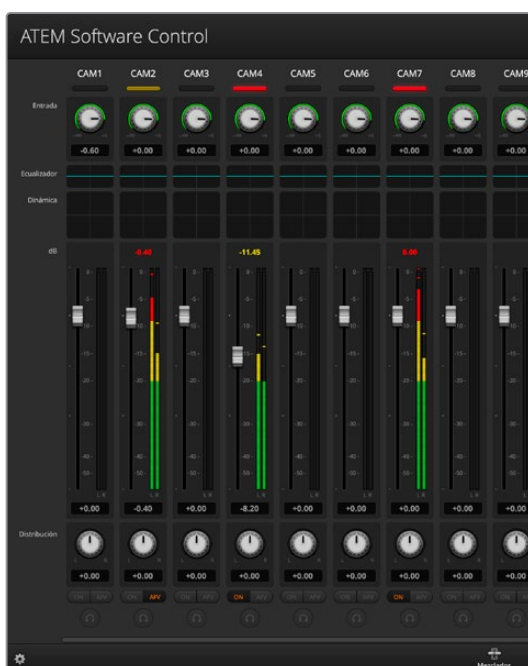 ATEM Software Control
CAM1 CAM2 CAM3 CAM4 CAM5 CAM6 CAM7 CAM8 CAM9
Entrada
-0.60 +0.00 +0.00 +0.00 +0.00 +0.00 +0.00 +0.00 +0.00
Ecualizador
Dinámica
dB -0.40 -11.45 0.00
+0.00 -0.40 +0.00 -8.20 +0.00 +0.00 +0.00 +0.00 +0.00
Distribución
L R L R L R L R L R L R L R L R L
+0.00 +0.00 +0.00 +0.00 +0.00 +0.00 +0.00 +0.00 +0.00
ON AFV ON AFV ON AFV ON AFV ON AFV ON AFV ON AFV ON AFV ON
Mezclador